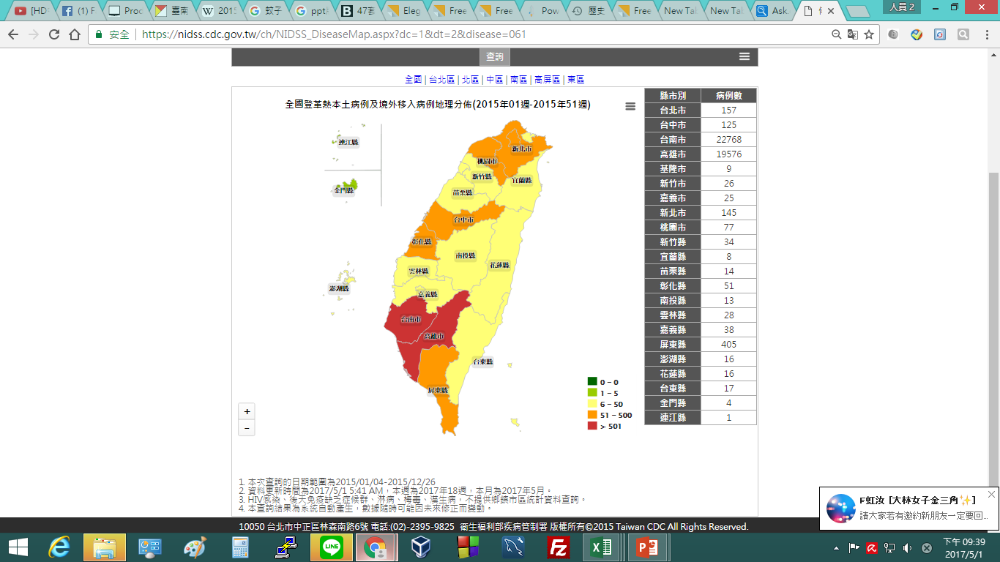 [HD
(1) F
Proc
臺南
2015
蚊子
ppt
47套
Eleg
Free
Free
Pow
歷史
Free
New Tal
New Tal
Ask
人員 2
安全
https://nidss.cdc.gov.tw/ch/NIDSS_DiseaseMap.aspx?dc=1&dt=2&disease=061
查詢
全國 | 台北區 | 北區 | 中區 | 南區 | 高屏區 | 東區
全國登革熱本土病例及境外移入病例地理分佈(2015年01週-2015年51週)
連江縣
金門縣
澎湖縣
新北市
桃園市
新竹縣
宜蘭縣
苗栗縣
台中市
彰化縣
南投縣
花蓮縣
雲林縣
嘉義縣
台南市
高雄市
台東縣
屏東縣
0 - 0
1 - 5
6 - 50
51 - 500
> 501
+
-
縣市別 病例數
台北市 157
台中市 125
台南市 22768
高雄市 19576
基隆市 9
新竹市 26
嘉義市 25
新北市 145
桃園市 77
新竹縣 34
宜蘭縣 8
苗栗縣 14
彰化縣 51
南投縣 13
雲林縣 28
嘉義縣 38
屏東縣 405
澎湖縣 16
花蓮縣 16
台東縣 17
金門縣 4
連江縣 1
1. 本次查詢的日期範圍為2015/01/04-2015/12/26
2. 資料更新時間為2017/5/1 5:41 AM，本週為2017年18週，本月為2017年5月。
3. HIV感染、後天免疫缺乏症候群、淋病、梅毒、漢生病，不提供鄉鎮市區統計資料查詢。
4. 本查詢結果為系統自動產生，數據隨時可能因未來修正而變動。
10050 台北市中正區林森南路6號 電話:(02)-2395-9825 衛生福利部疾病管制署 版權所有©2015 Taiwan CDC All Rights Reserved.
F虹汝 [大林女子金三角✨]
請大家若有邀約新朋友一定要回...
LINE
下午 09:39
2017/5/1